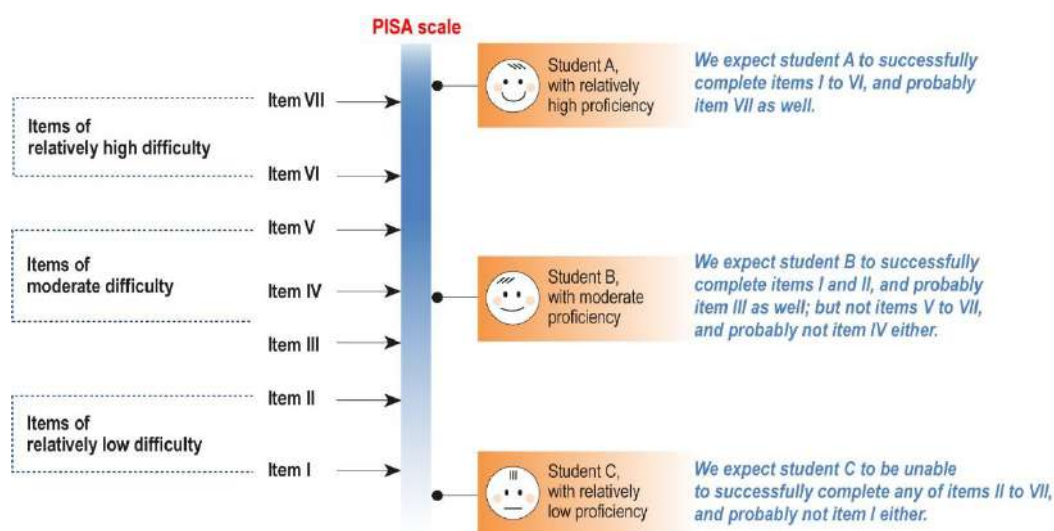 PISA scale
Item VII
Items of
relatively high difficulty
Item VI
Item V
Items of
moderate difficulty
Item IV
Item III
Item II
Items of
relatively low difficulty
Item I
Student A,
with relatively
high proficiency
We expect student A to successfully
complete items I to VI, and probably
item VII as well.
Student B,
with moderate
proficiency
We expect student B to successfully
complete items I and II, and probably
item III as well; but not items V to VII,
and probably not item IV either.
Student C,
with relatively
low proficiency
We expect student C to be unable
to successfully complete any of items II to VII,
and probably not item I either.